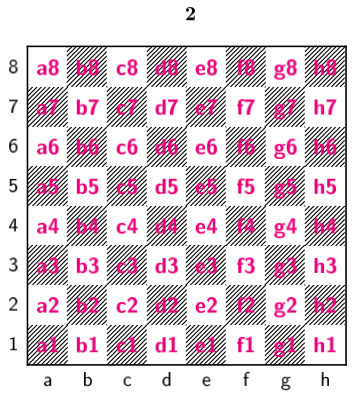 2
8 a8 b8 c8 d8 e8 f8 g8 h8
7 a7 b7 c7 d7 e7 f7 g7 h7
6 a6 b6 c6 d6 e6 f6 g6 h6
5 a5 b5 c5 d5 e5 f5 g5 h5
4 a4 b4 c4 d4 e4 f4 g4 h4
3 a3 b3 c3 d3 e3 f3 g3 h3
2 a2 b2 c2 d2 e2 f2 g2 h2
1 a1 b1 c1 d1 e1 f1 g1 h1
a b c d e f g h